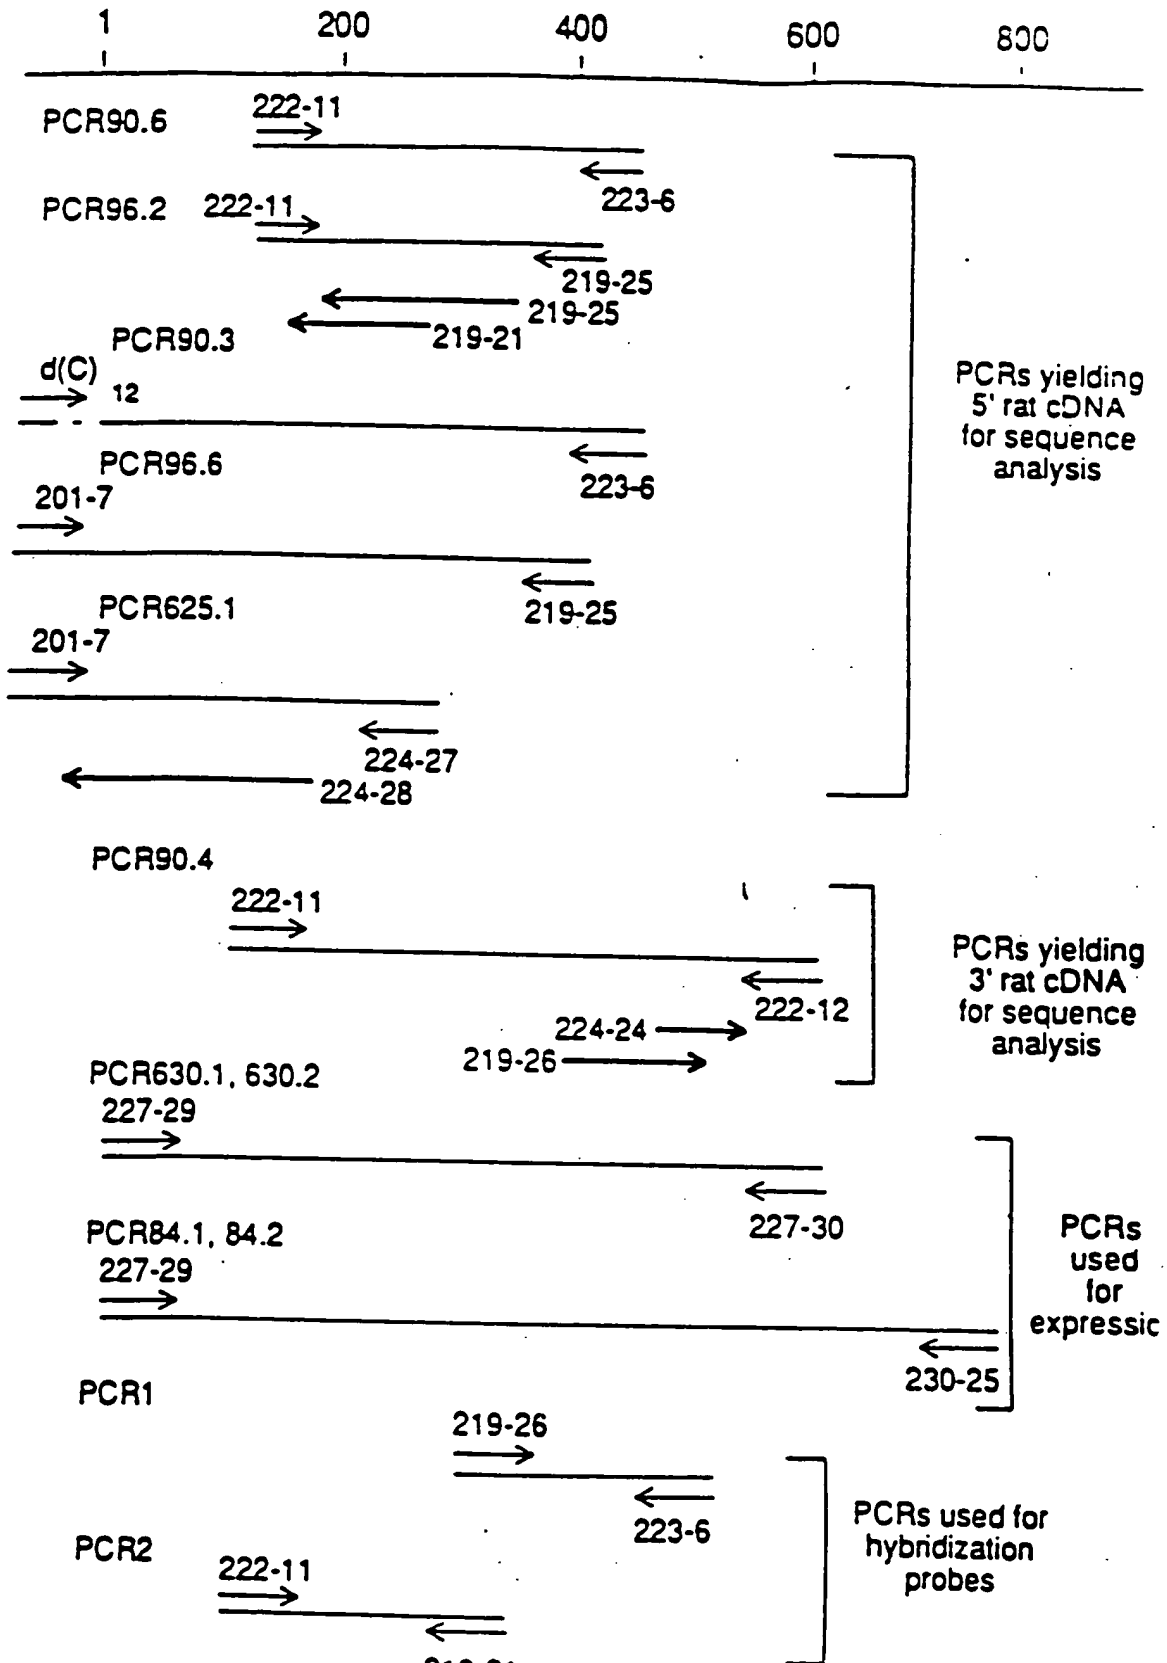 1 200 400 600 800
PCR90.6
222-11
223-6
PCR96.2
222-11
219-25
219-25
219-21
PCR90.3
d(C)
12
223-6
PCR96.6
201-7
219-25
PCR625.1
201-7
224-27
224-28
PCRs yielding
5' rat cDNA
for sequence
analysis
PCR90.4
222-11
222-12
224-24
219-26
PCRs yielding
3' rat cDNA
for sequence
analysis
PCR630.1, 630.2
227-29
227-30
PCR84.1, 84.2
227-29
230-25
PCRs
used
for
expressic
PCR1
219-26
223-6
PCR2
222-11
PCRs used for
hybridization
probes